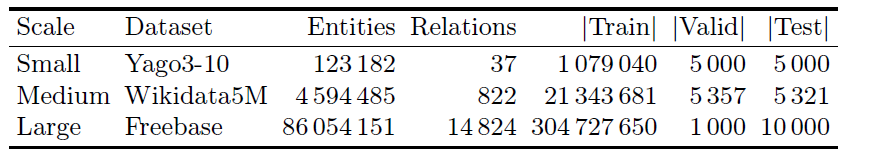 Scale Dataset Entities Relations |Train| |Valid| |Test|
Small Yago3-10 123 182 37 1 079 040 5 000 5 000
Medium Wikidata5M 4 594 485 822 21 343 681 5 357 5 321
Large Freebase 86 054 151 14 824 304 727 650 1 000 10 000